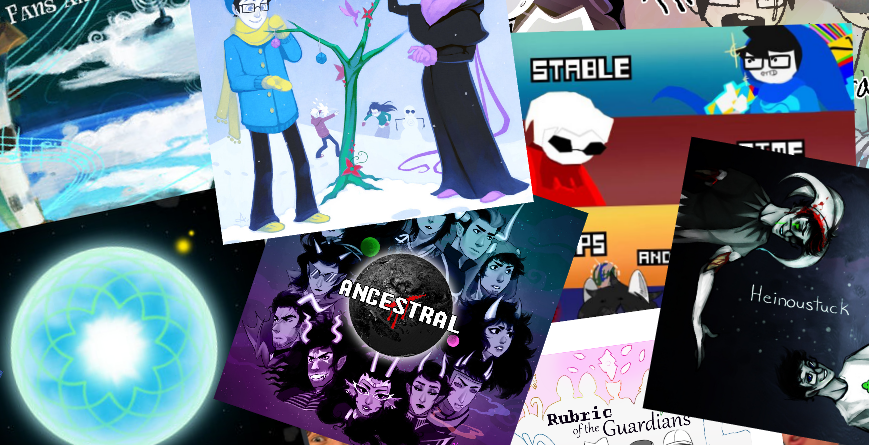 FANS
STABLE
TIME
PS
AND
ANCESTRAL
Heinoustuck
Rubric
of the Guardians